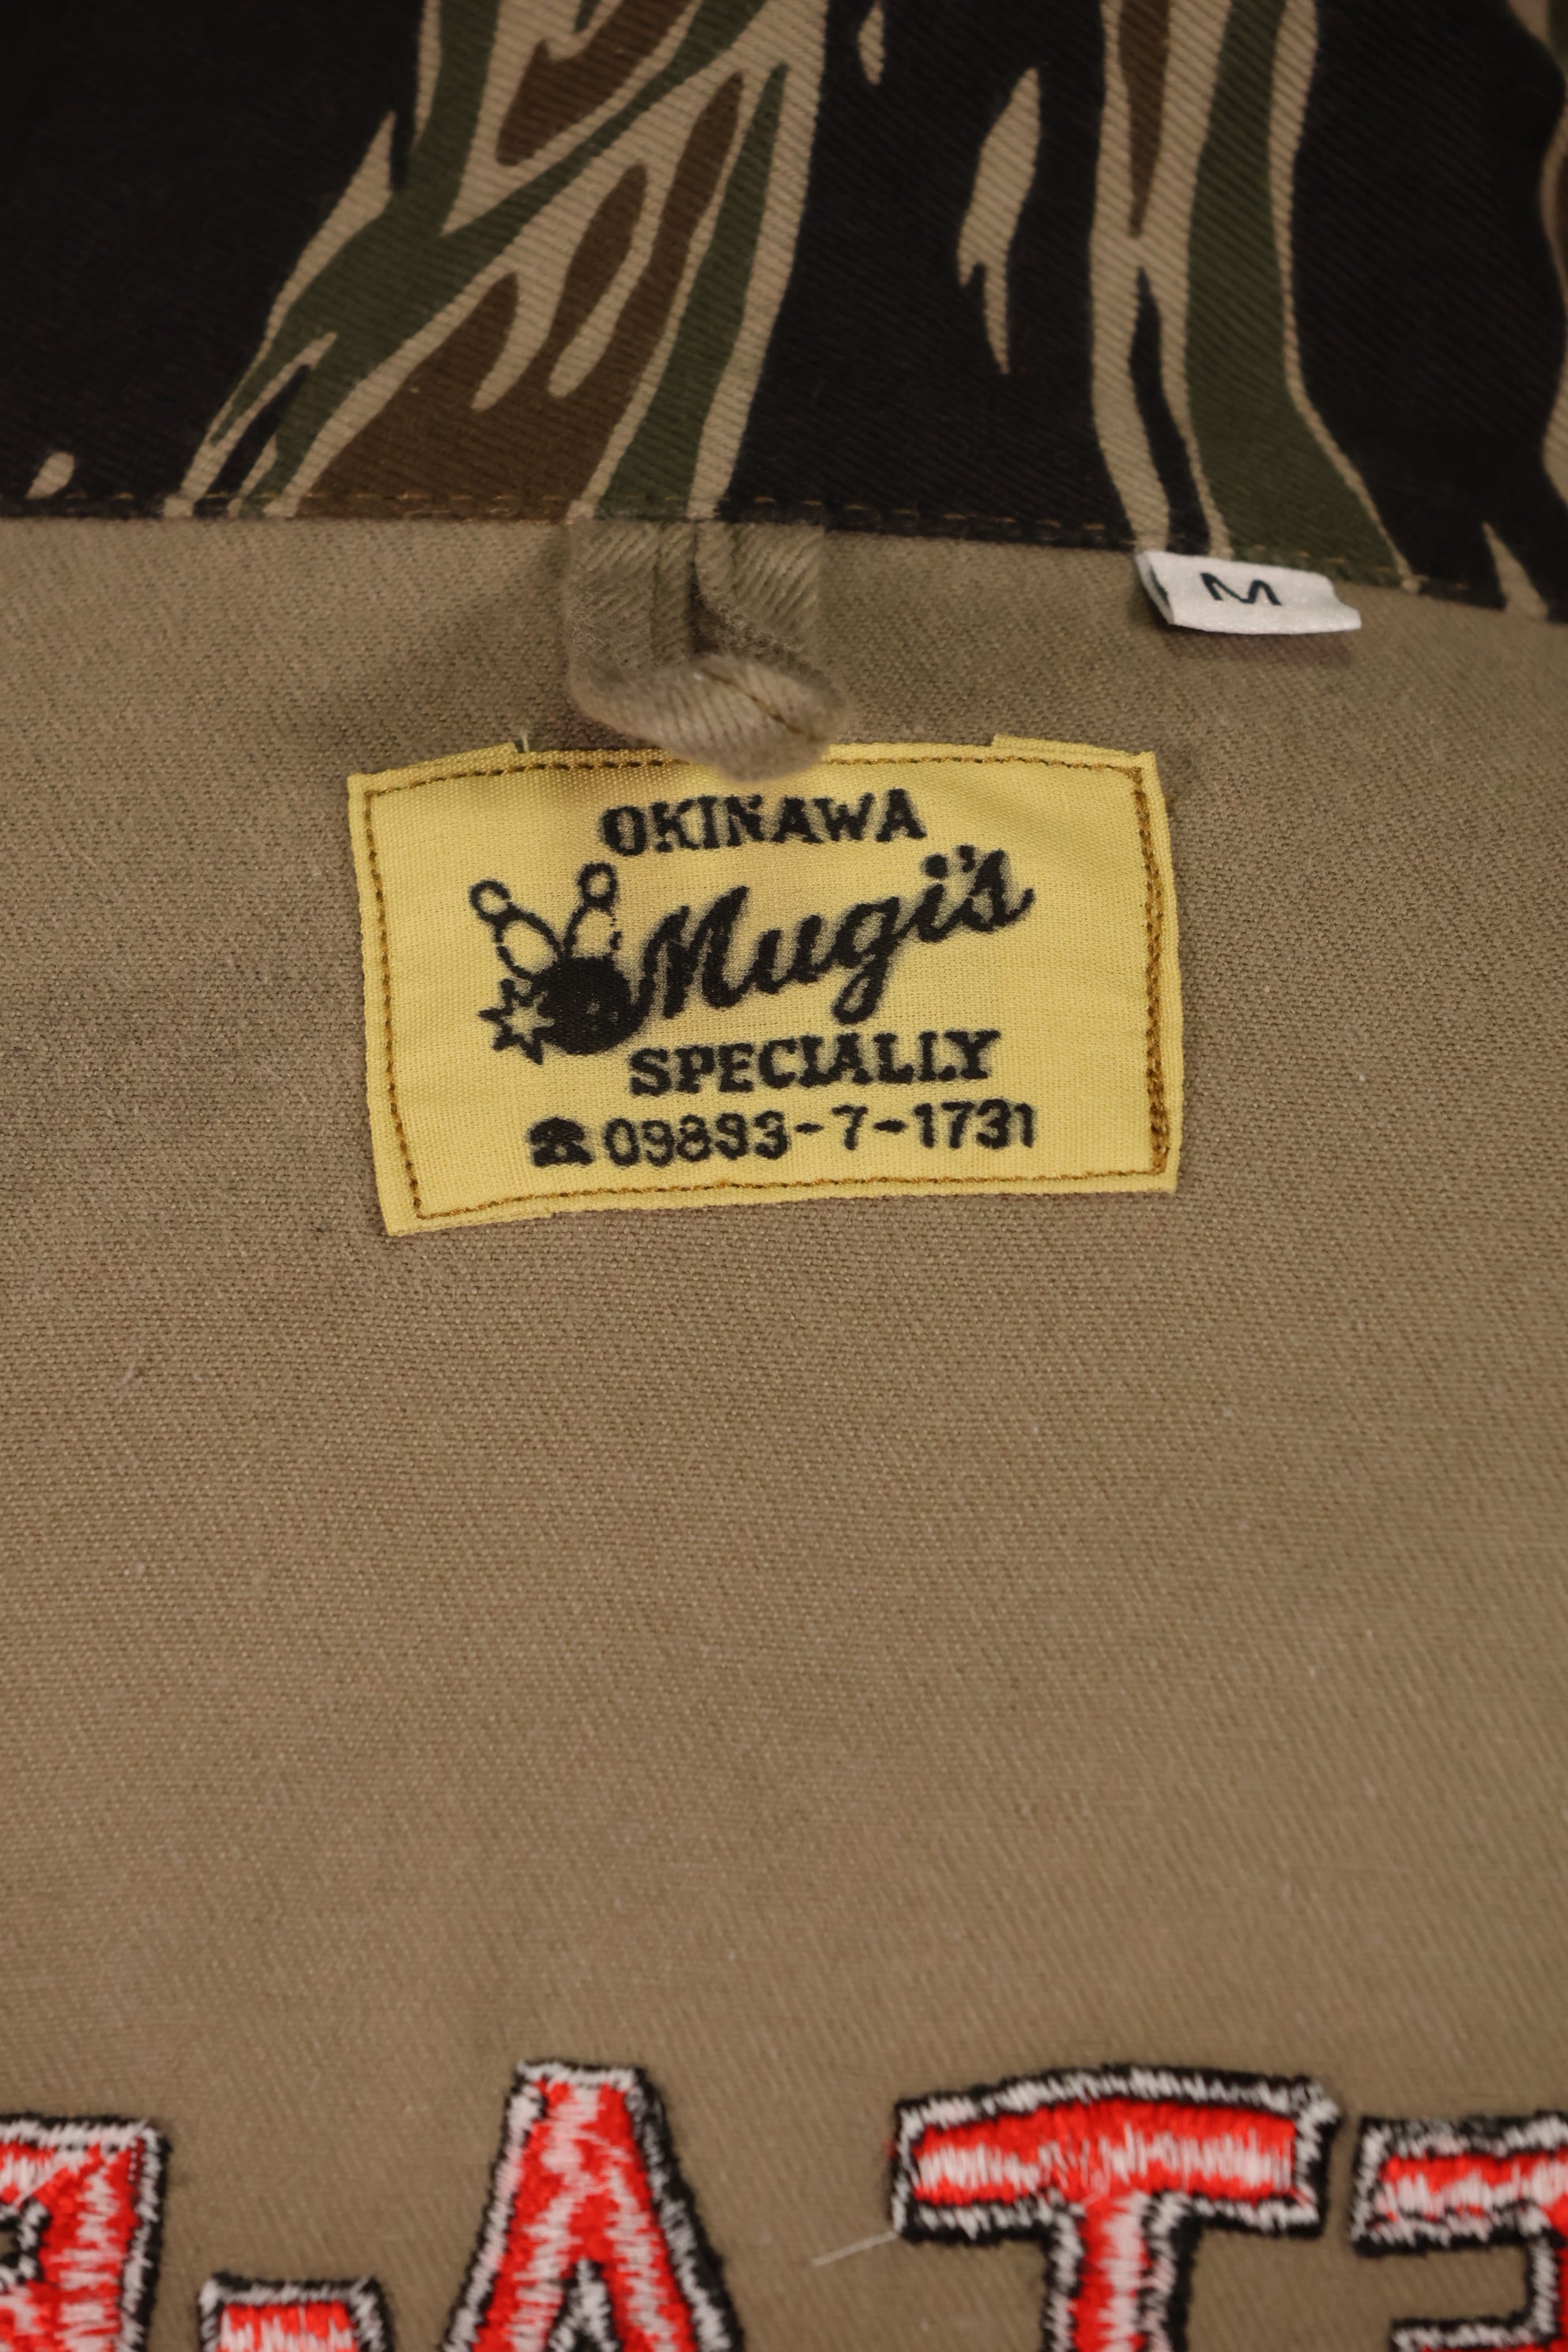 M
OKINAWA
Mugi's
SPECIALLY
☎09893-7-1731